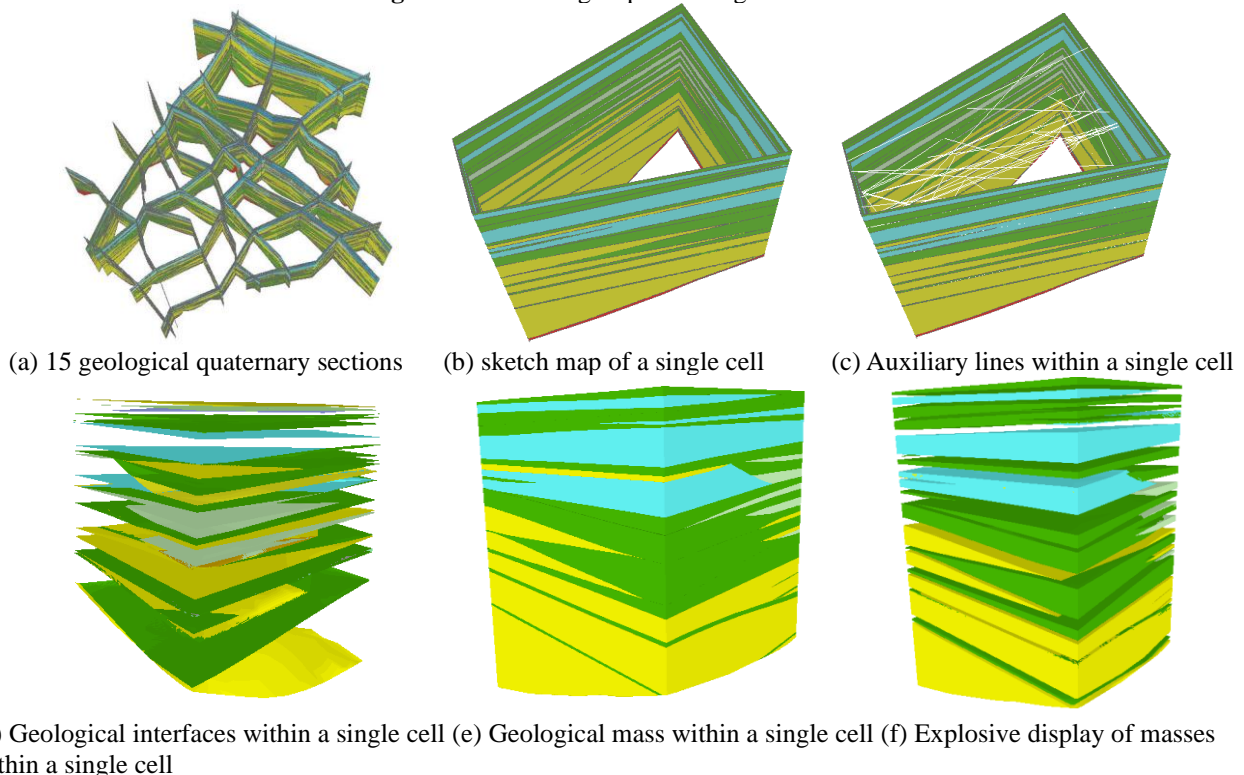 (a) 15 geological quaternary sections (b) sketch map of a single cell (c) Auxiliary lines within a single cell
) Geological interfaces within a single cell (e) Geological mass within a single cell (f) Explosive display of masses
within a single cell